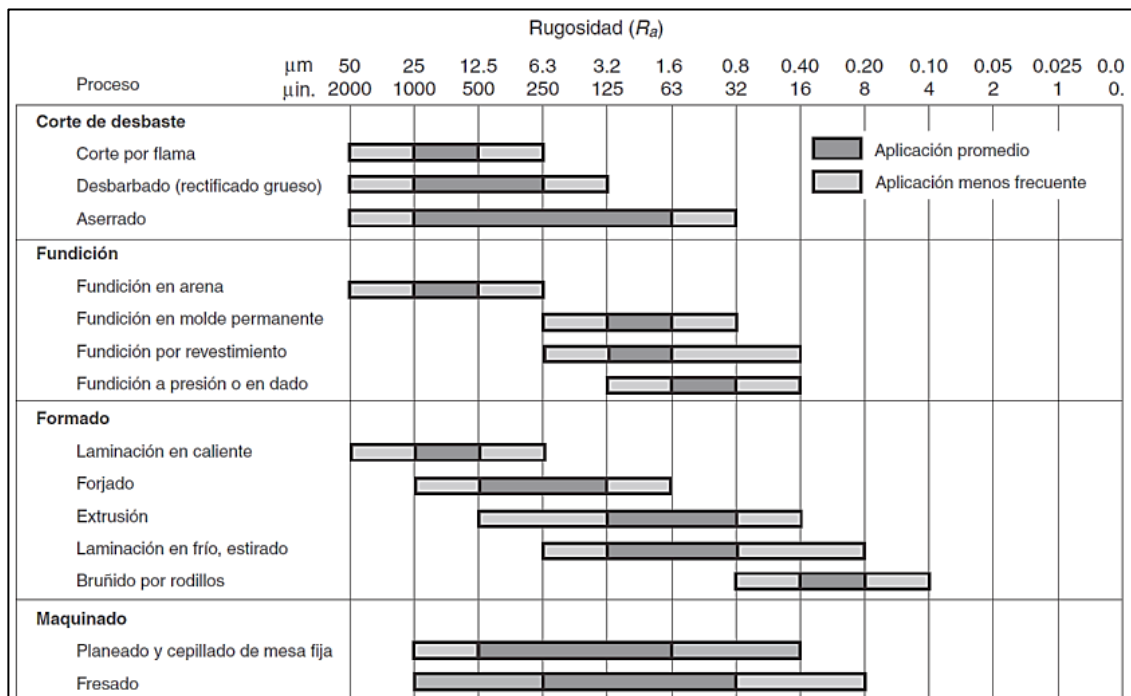 Rugosidad (Ra)
µm 50 25 12.5 6.3 3.2 1.6 0.8 0.40 0.20 0.10 0.05 0.025 0.0
Proceso µin. 2000 1000 500 250 125 63 32 16 8 4 2 1 0.
Corte de desbaste
Corte por flama
Aplicación promedio
Desbarbado (rectificado grueso)
Aplicación menos frecuente
Aserrado
Fundición
Fundición en arena
Fundición en molde permanente
Fundición por revestimiento
Fundición a presión o en dado
Formado
Laminación en caliente
Forjado
Extrusión
Laminación en frío, estirado
Bruñido por rodillos
Maquinado
Planeado y cepillado de mesa fija
Fresado